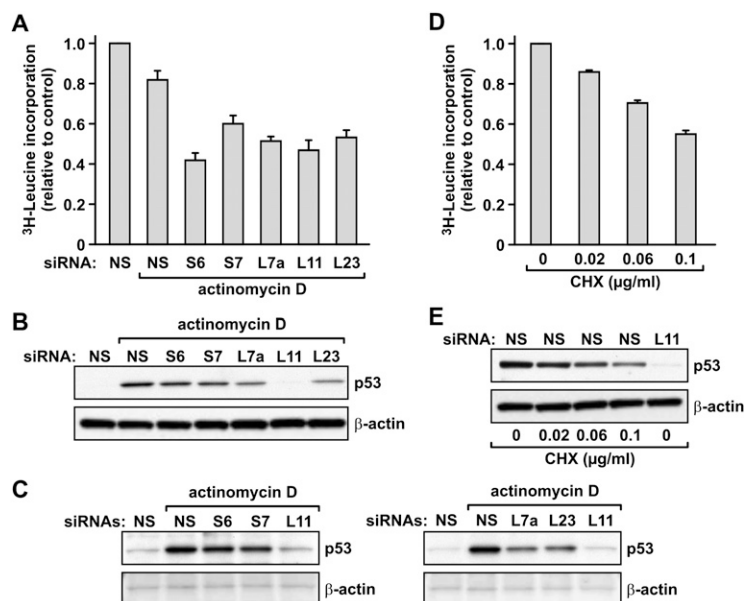 A
³H-Leucine incorporation
(relative to control)
1.0
0.8
0.6
0.4
0.2
0
siRNA: NS NS S6 S7 L7a L11 L23
actinomycin D
B
actinomycin D
siRNA: NS NS S6 S7 L7a L11 L23
p53
β-actin
C
actinomycin D
siRNAs: NS NS S6 S7 L11
p53
β-actin
actinomycin D
siRNAs: NS NS L7a L23 L11
p53
β-actin
D
³H-Leucine incorporation
(relative to control)
1.0
0.8
0.6
0.4
0.2
0
0 0.02 0.06 0.1
CHX (µg/ml)
E
siRNA: NS NS NS NS L11
p53
β-actin
0 0.02 0.06 0.1 0
CHX (µg/ml)